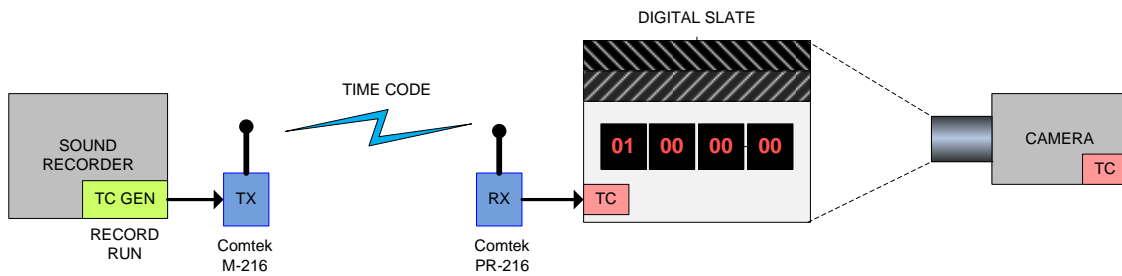 DIGITAL SLATE
TIME CODE
SOUND
RECORDER
TC GEN
RECORD
RUN
TX
Comtek
M-216
RX
Comtek
PR-216
01 00 00 00
TC
CAMERA
TC